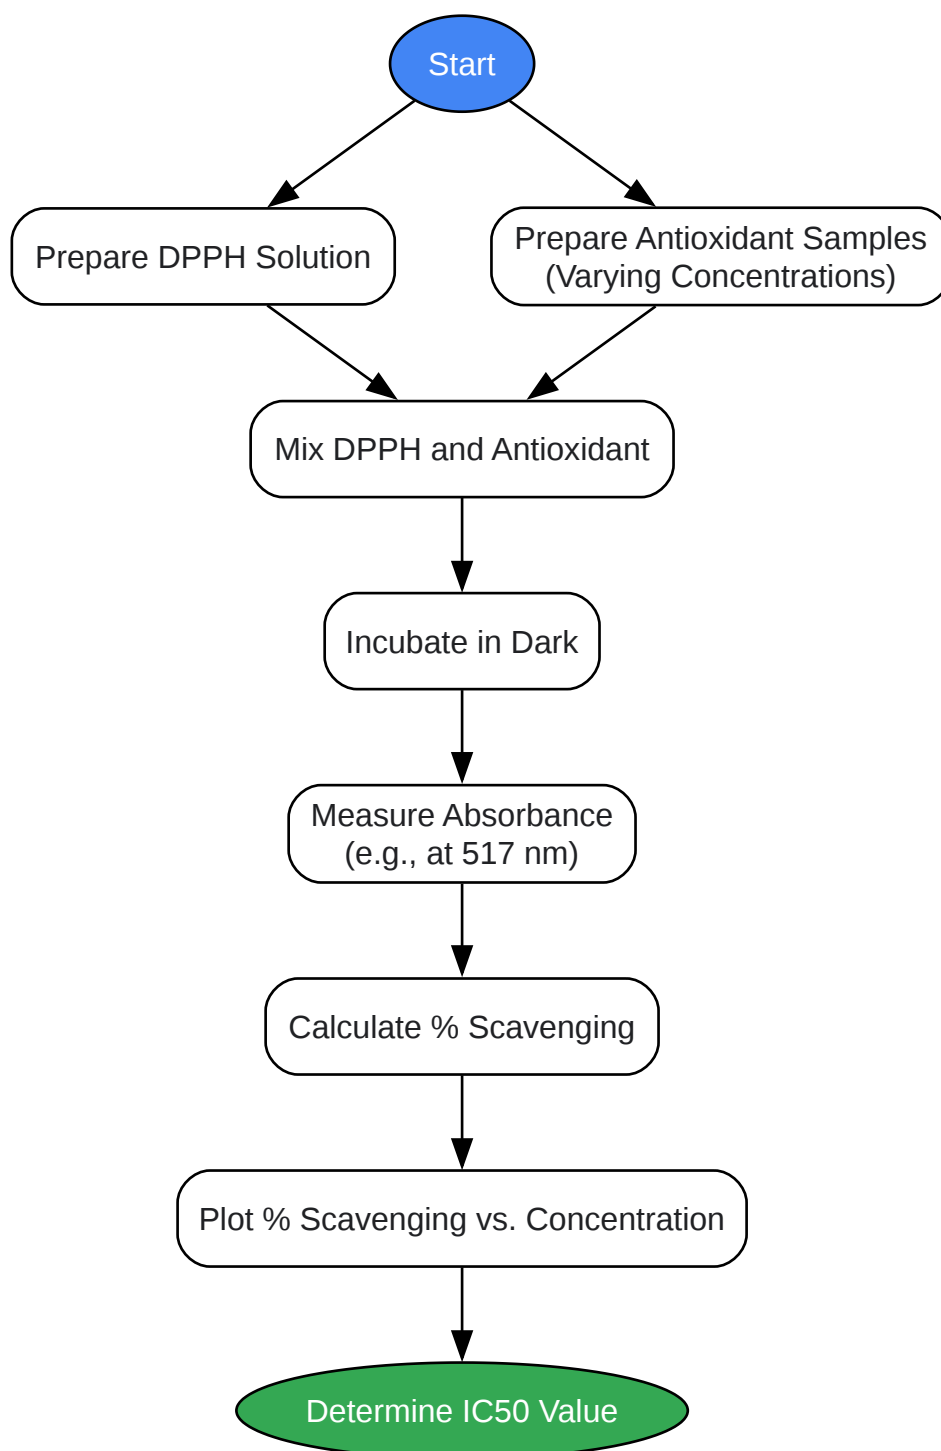 Start
Prepare DPPH Solution
Prepare Antioxidant Samples
(Varying Concentrations)
Mix DPPH and Antioxidant
Incubate in Dark
Measure Absorbance
(e.g., at 517 nm)
Calculate % Scavenging
Plot % Scavenging vs. Concentration
Determine IC50 Value